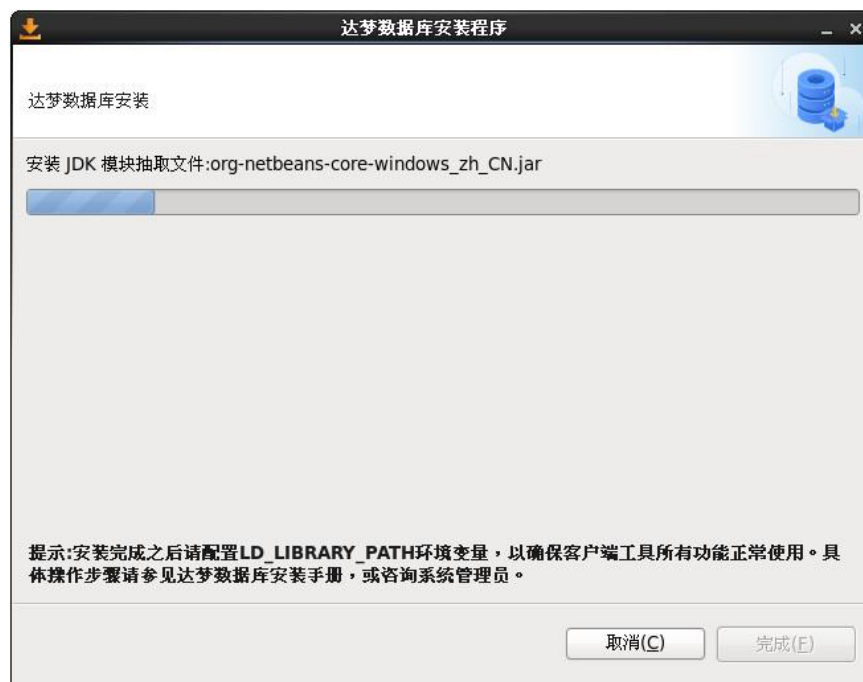 达梦数据库安装程序
达梦数据库安装
安装 JDK 模块抽取文件:org-netbeans-core-windows_zh_CN.jar
提示:安装完成之后请配置LD_LIBRARY_PATH环境变量，以确保客户端工具所有功能正常使用。具
体操作步骤请参见达梦数据库安装手册，或咨询系统管理员。
取消(C) 完成(F)